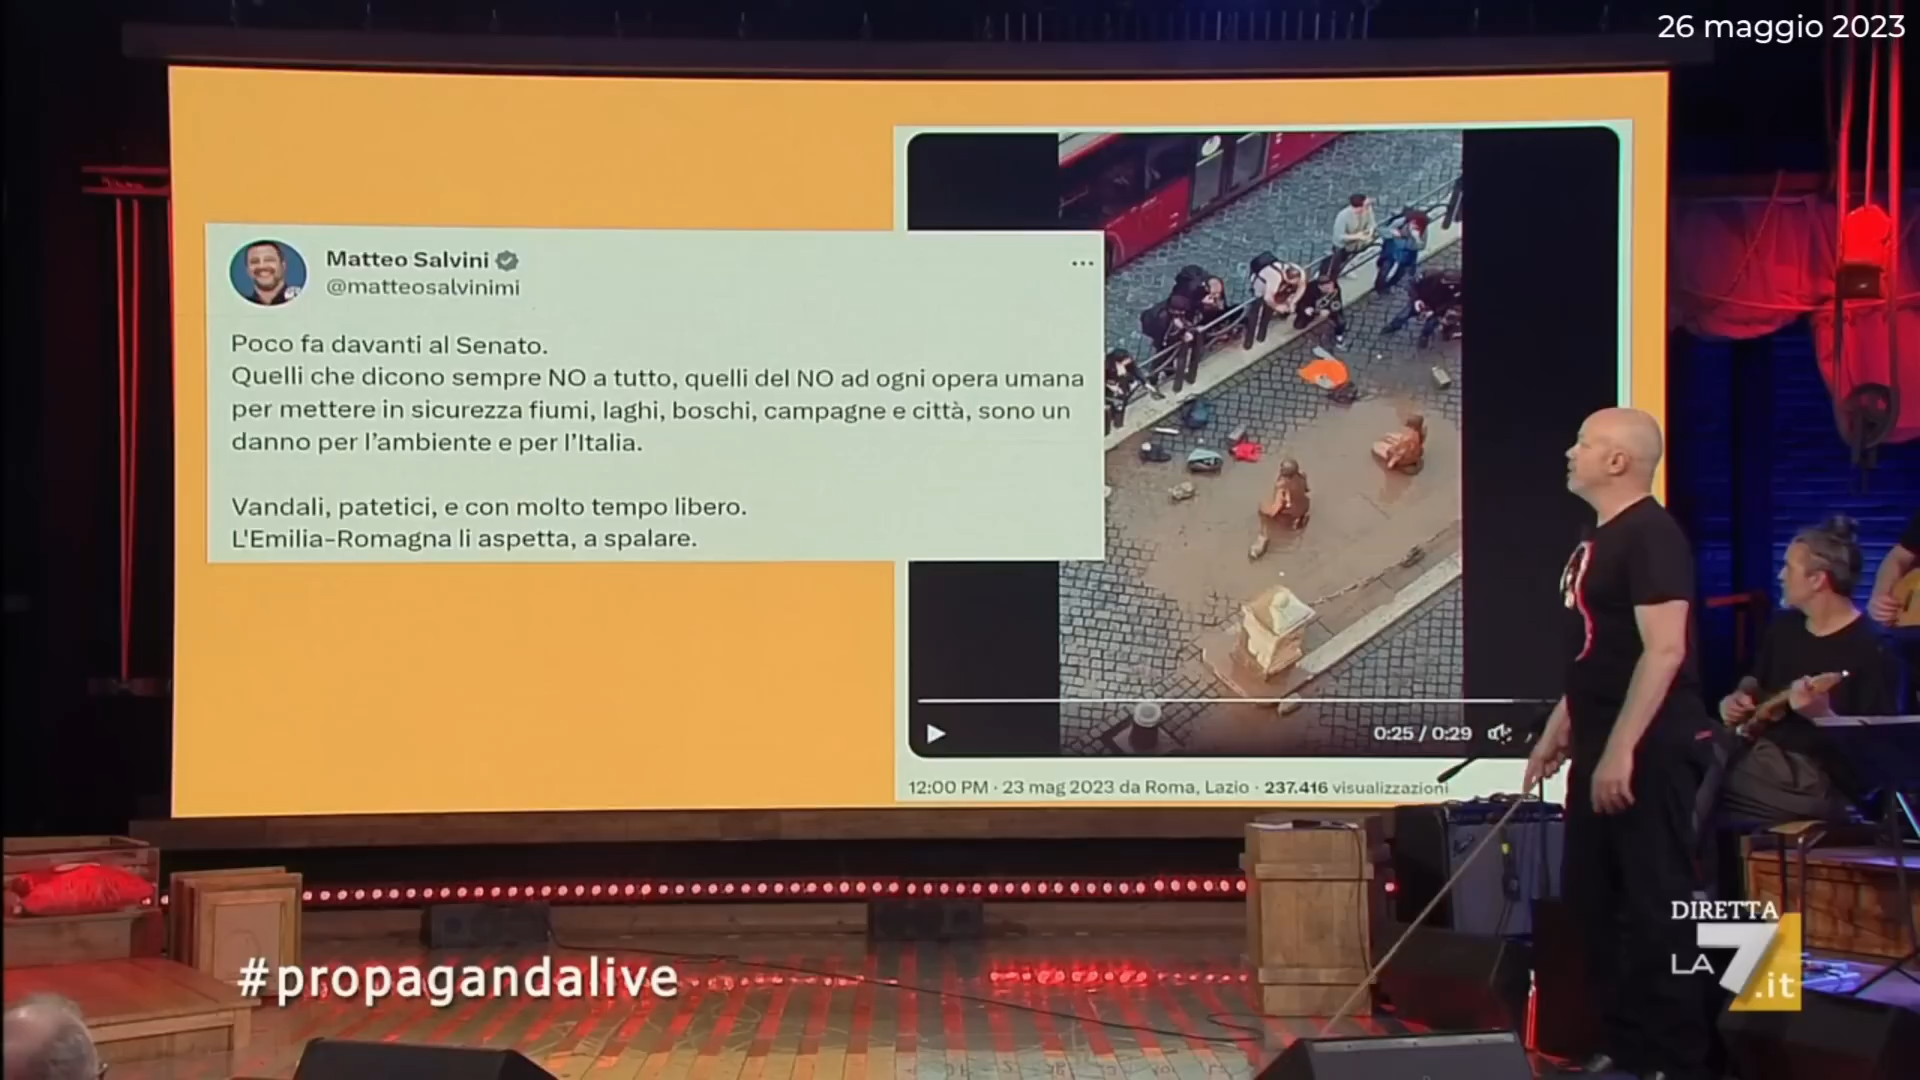 26 maggio 2023
Matteo Salvini
@matteosalvinimi
Poco fa davanti al Senato.
Quelli che dicono sempre NO a tutto, quelli del NO ad ogni opera umana
per mettere in sicurezza fiumi, laghi, boschi, campagne e città, sono un
danno per l'ambiente e per l'Italia.
Vandali, patetici, e con molto tempo libero.
L'Emilia-Romagna li aspetta, a spalare.
0:25 / 0:29
12:00 PM · 23 mag 2023 da Roma, Lazio · 237.416 visualizzazioni
#propagandalive
DIRETTA
LA7.it